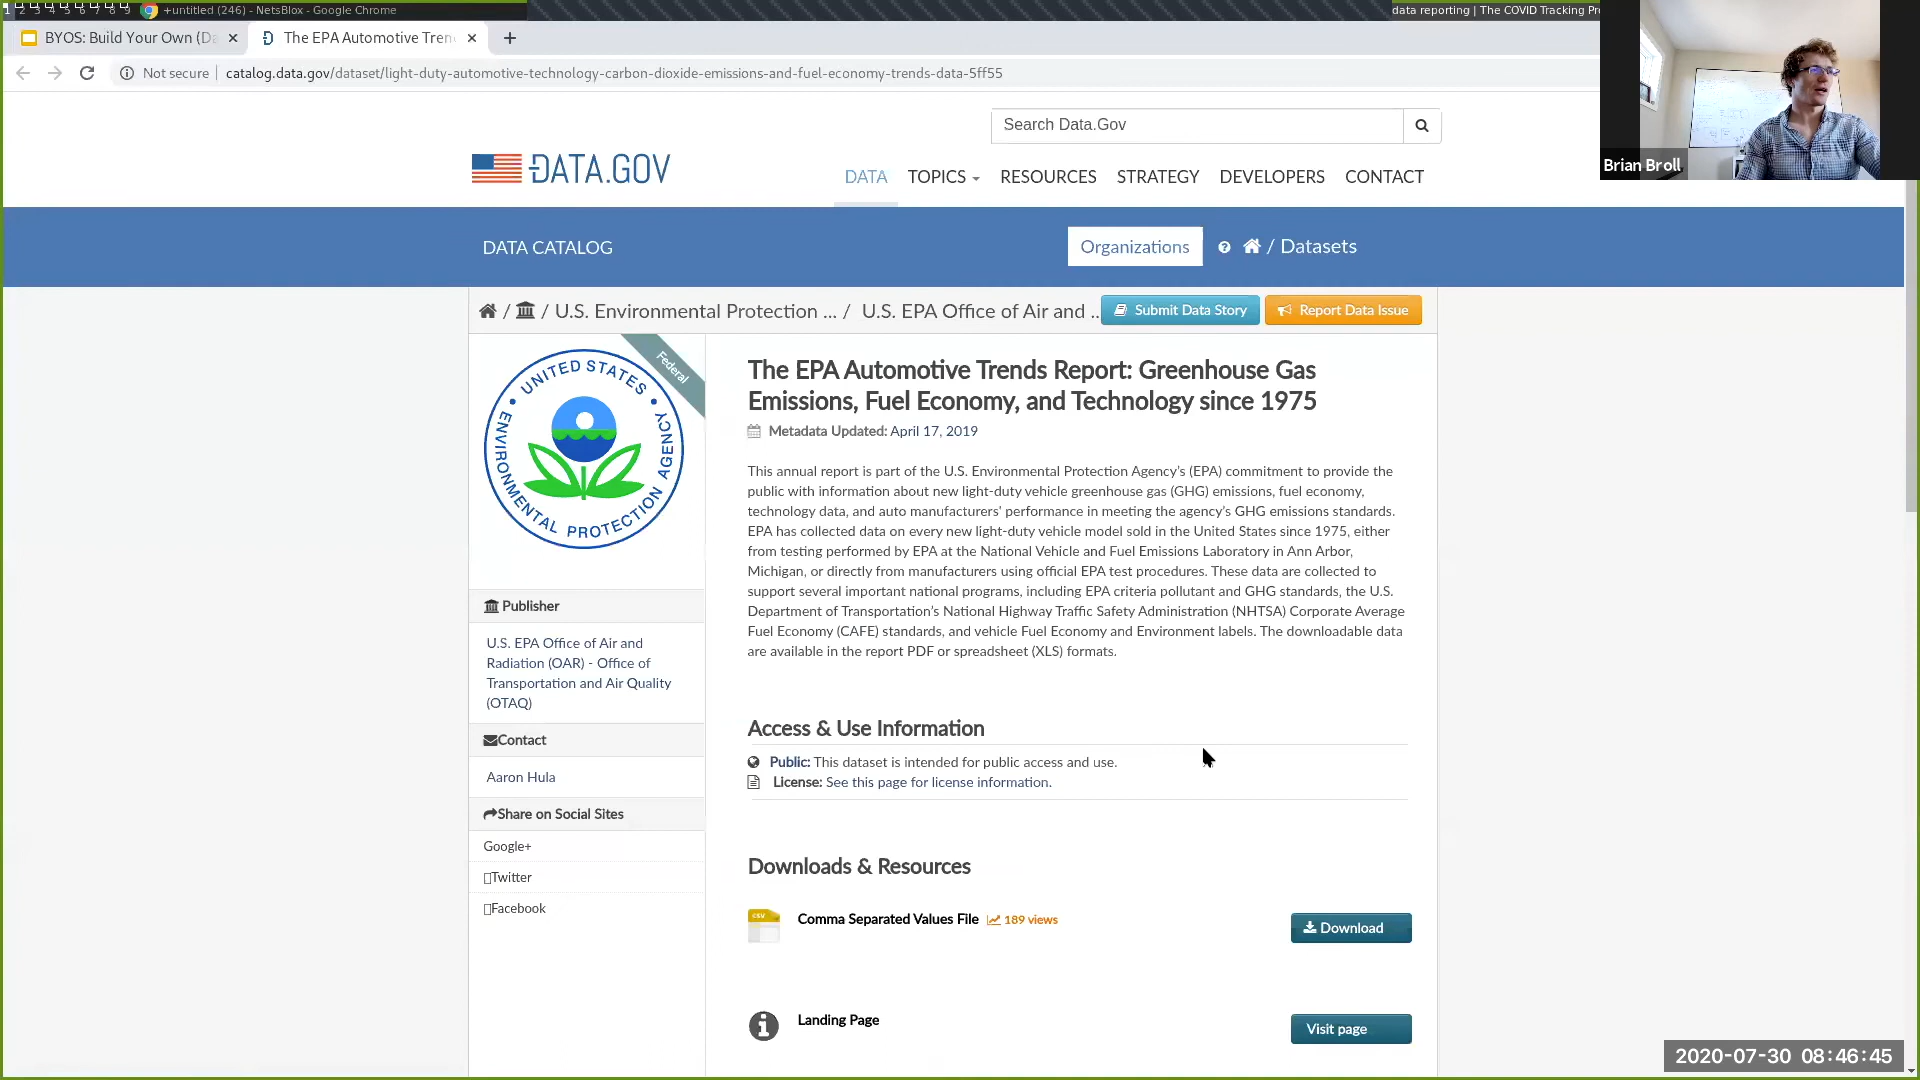 1 2 3 4 5 6 7 8 9 +untitled (246) - NetsBlox - Google Chrome
data reporting | The COVID Tracking Pr
BYOS: Build Your Own (Da
The EPA Automotive Tren
Not secure | catalog.data.gov/dataset/light-duty-automotive-technology-carbon-dioxide-emissions-and-fuel-economy-trends-data-5ff55
Brian Broll
Search Data.Gov
DATA.GOV
DATA TOPICS RESOURCES STRATEGY DEVELOPERS CONTACT
DATA CATALOG
Organizations / Datasets
/ / U.S. Environmental Protection ... / U.S. EPA Office of Air and ..
Submit Data Story
Report Data Issue
Federal
UNITED STATES
ENVIRONMENTAL PROTECTION AGENCY
The EPA Automotive Trends Report: Greenhouse Gas
Emissions, Fuel Economy, and Technology since 1975
Metadata Updated: April 17, 2019
This annual report is part of the U.S. Environmental Protection Agency's (EPA) commitment to provide the
public with information about new light-duty vehicle greenhouse gas (GHG) emissions, fuel economy,
technology data, and auto manufacturers' performance in meeting the agency's GHG emissions standards.
EPA has collected data on every new light-duty vehicle model sold in the United States since 1975, either
from testing performed by EPA at the National Vehicle and Fuel Emissions Laboratory in Ann Arbor,
Michigan, or directly from manufacturers using official EPA test procedures. These data are collected to
support several important national programs, including EPA criteria pollutant and GHG standards, the U.S.
Department of Transportation's National Highway Traffic Safety Administration (NHTSA) Corporate Average
Fuel Economy (CAFE) standards, and vehicle Fuel Economy and Environment labels. The downloadable data
are available in the report PDF or spreadsheet (XLS) formats.
Publisher
U.S. EPA Office of Air and
Radiation (OAR) - Office of
Transportation and Air Quality
(OTAQ)
Contact
Aaron Hula
Share on Social Sites
Google+
Twitter
Facebook
Access & Use Information
Public: This dataset is intended for public access and use.
License: See this page for license information.
Downloads & Resources
CSV
Comma Separated Values File 189 views
Download
Landing Page
Visit page
2020-07-30 08:46:45